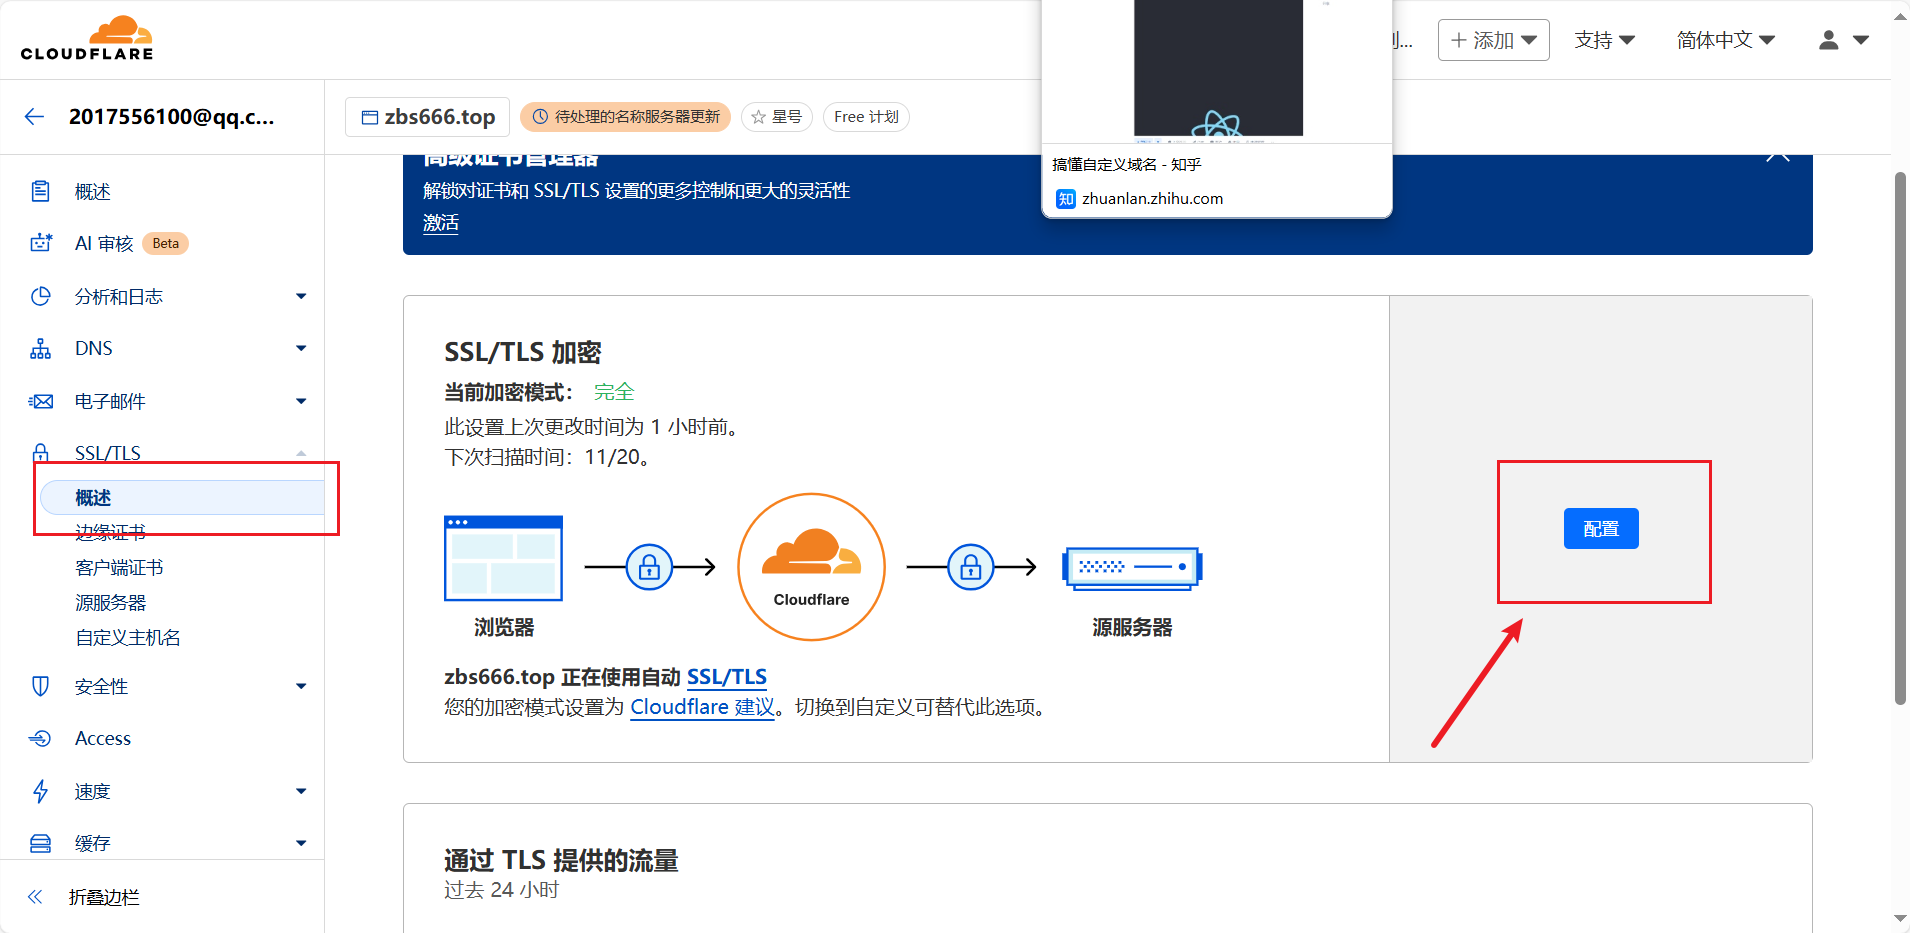 CLOUDFLARE
添加
支持
简体中文
2017556100@qq.c...
zbs666.top
待处理的名称服务器更新
星号
Free 计划
搞懂自定义域名 - 知乎
知 zhuanlan.zhihu.com
概述
AI 审核 Beta
分析和日志
DNS
电子邮件
SSL/TLS
概述
边缘证书
客户端证书
源服务器
自定义主机名
安全性
Access
速度
缓存
折叠边栏
高级证书管理器
解锁对证书和 SSL/TLS 设置的更多控制和更大的灵活性
激活
SSL/TLS 加密
当前加密模式： 完全
此设置上次更改时间为 1 小时前。
下次扫描时间：11/20。
Cloudflare
浏览器
源服务器
配置
zbs666.top 正在使用自动 SSL/TLS
您的加密模式设置为 Cloudflare 建议。切换到自定义可替代此选项。
通过 TLS 提供的流量
过去 24 小时